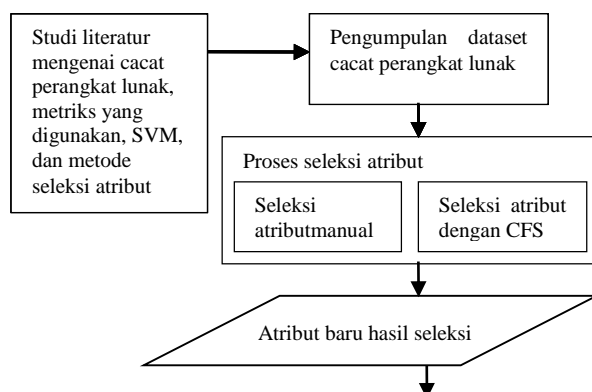 Studi literatur
mengenai cacat
perangkat lunak,
metriks yang
digunakan, SVM,
dan metode
seleksi atribut
Pengumpulan dataset
cacat perangkat lunak
Proses seleksi atribut
Seleksi
atributmanual
Seleksi atribut
dengan CFS
Atribut baru hasil seleksi